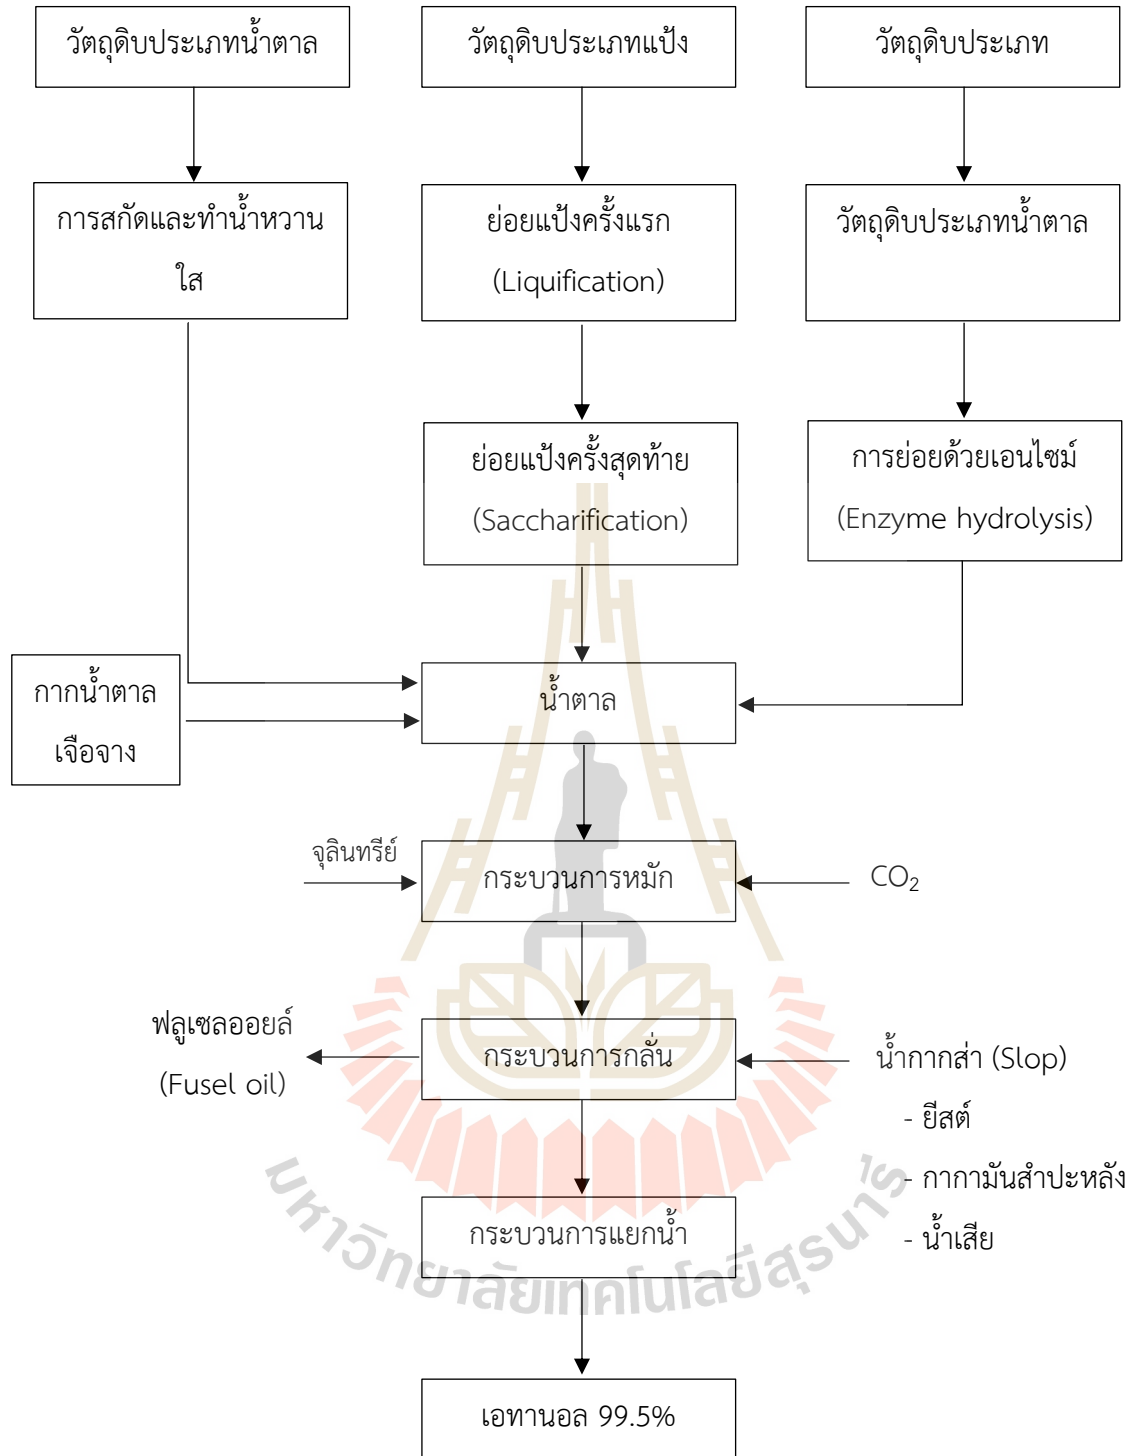 วัตถุดิบประเภทน้ำตาล
วัตถุดิบประเภทแป้ง
วัตถุดิบประเภท
การสกัดและทำน้ำหวาน
ใส
ย่อยแป้งครั้งแรก
(Liquification)
วัตถุดิบประเภทน้ำตาล
ย่อยแป้งครั้งสุดท้าย
(Saccharification)
การย่อยด้วยเอนไซม์
(Enzyme hydrolysis)
กากน้ำตาล
เจือจาง
น้ำตาล
จุลินทรีย์
กระบวนการหมัก
CO₂
ฟลูเซลออยล์
(Fusel oil)
กระบวนการกลั่น
น้ำกากส่า (Slop)
- ยีสต์
- กากามันสำปะหลัง
- น้ำเสีย
กระบวนการแยกน้ำ
มหาวิทยาลัยเทคโนโลยีสุรนารี
เอทานอล 99.5%